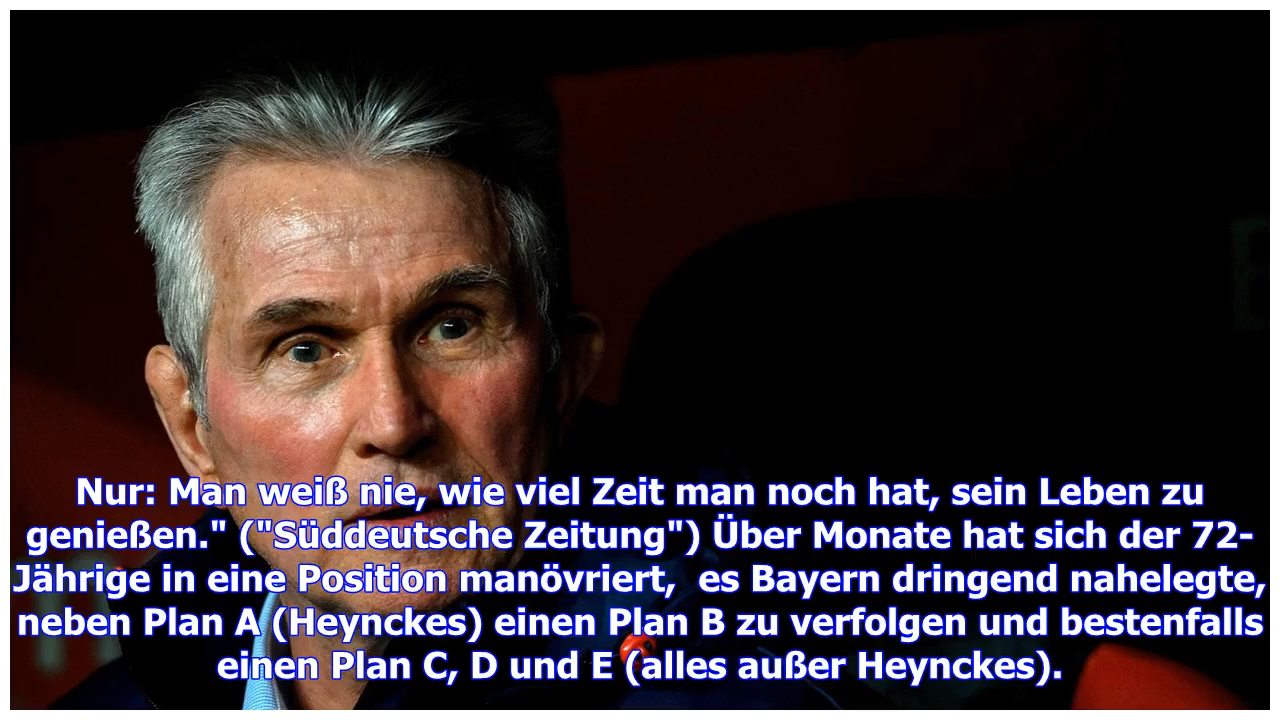 Nur: Man weiß nie, wie viel Zeit man noch hat, sein Leben zu
genießen." ("Süddeutsche Zeitung") Über Monate hat sich der 72-
Jährige in eine Position manövriert,  es Bayern dringend nahelegte,
neben Plan A (Heynckes) einen Plan B zu verfolgen und bestenfalls
einen Plan C, D und E (alles außer Heynckes).